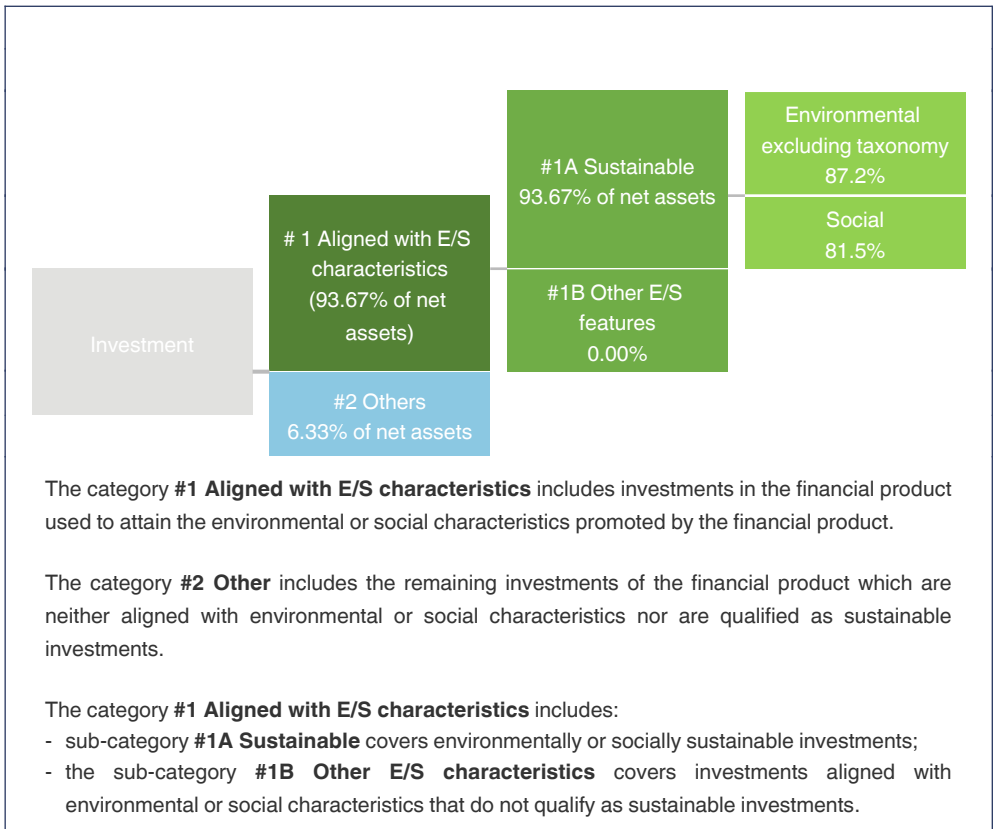 Investment
# 1 Aligned with E/S
characteristics
(93.67% of net
assets)
#2 Others
6.33% of net assets
#1A Sustainable
93.67% of net assets
#1B Other E/S
features
0.00%
Environmental
excluding taxonomy
87.2%
Social
81.5%
The category #1 Aligned with E/S characteristics includes investments in the financial product
used to attain the environmental or social characteristics promoted by the financial product.
The category #2 Other includes the remaining investments of the financial product which are
neither aligned with environmental or social characteristics nor are qualified as sustainable
investments.
The category #1 Aligned with E/S characteristics includes:
- sub-category #1A Sustainable covers environmentally or socially sustainable investments;
- the sub-category #1B Other E/S characteristics covers investments aligned with
environmental or social characteristics that do not qualify as sustainable investments.